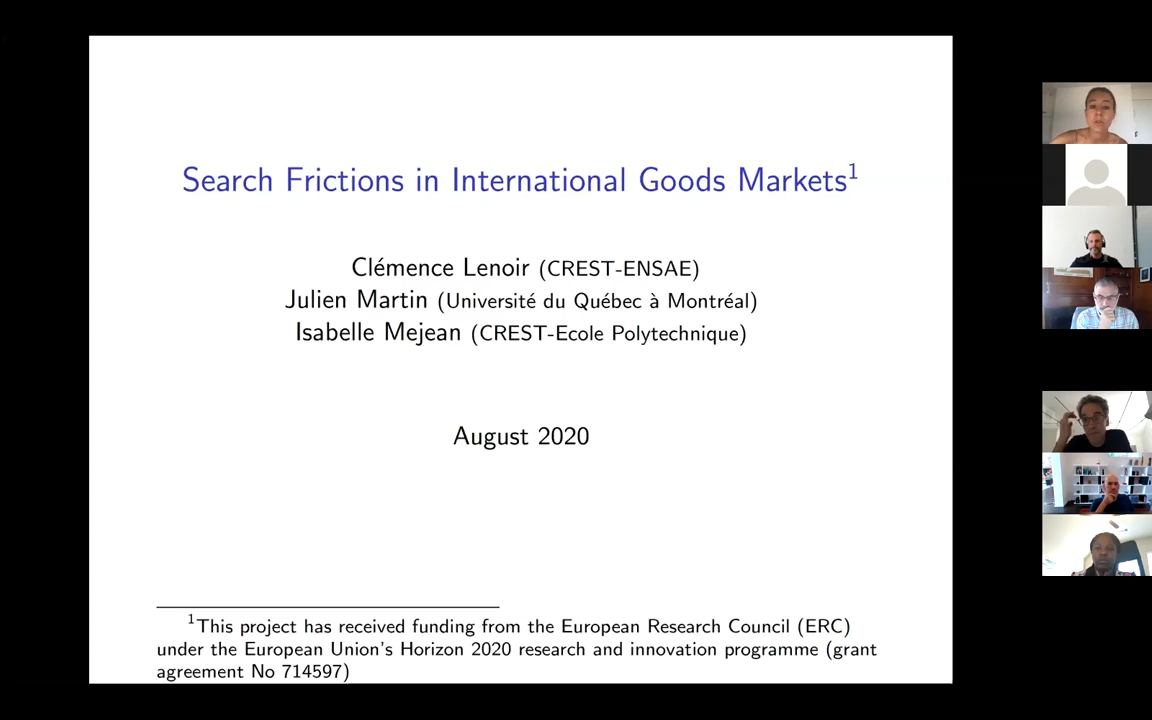 Search Frictions in International Goods Markets¹
Clémence Lenoir (CREST-ENSAE)
Julien Martin (Université du Québec à Montréal)
Isabelle Mejean (CREST-Ecole Polytechnique)
August 2020
¹This project has received funding from the European Research Council (ERC)
under the European Union's Horizon 2020 research and innovation programme (grant
agreement No 714597)